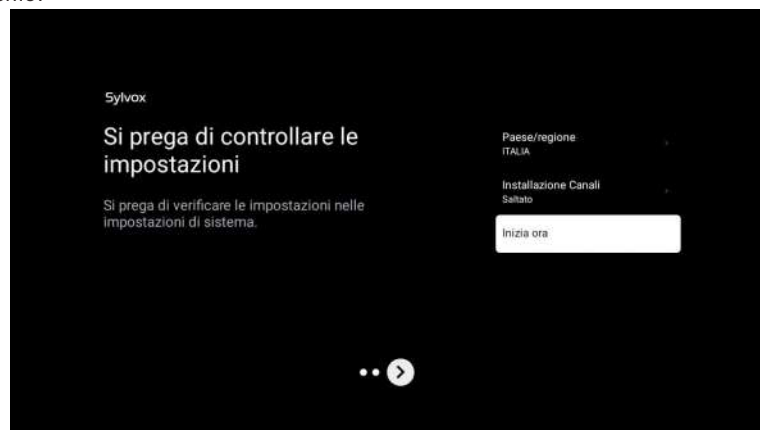 Sylvox
Si prega di controllare le
impostazioni
Si prega di verificare le impostazioni nelle
impostazioni di sistema.
Paese/regione
ITALIA
Installazione Canali
Saltato
Inizia ora